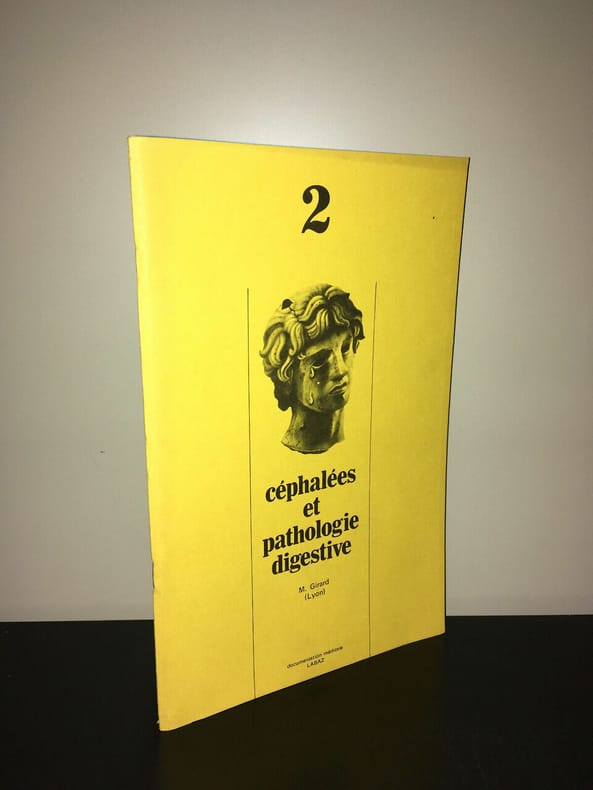 2
céphalées
et
pathologie
digestive
M. Girard
(Lyon)
documentation médicale
LABAZ